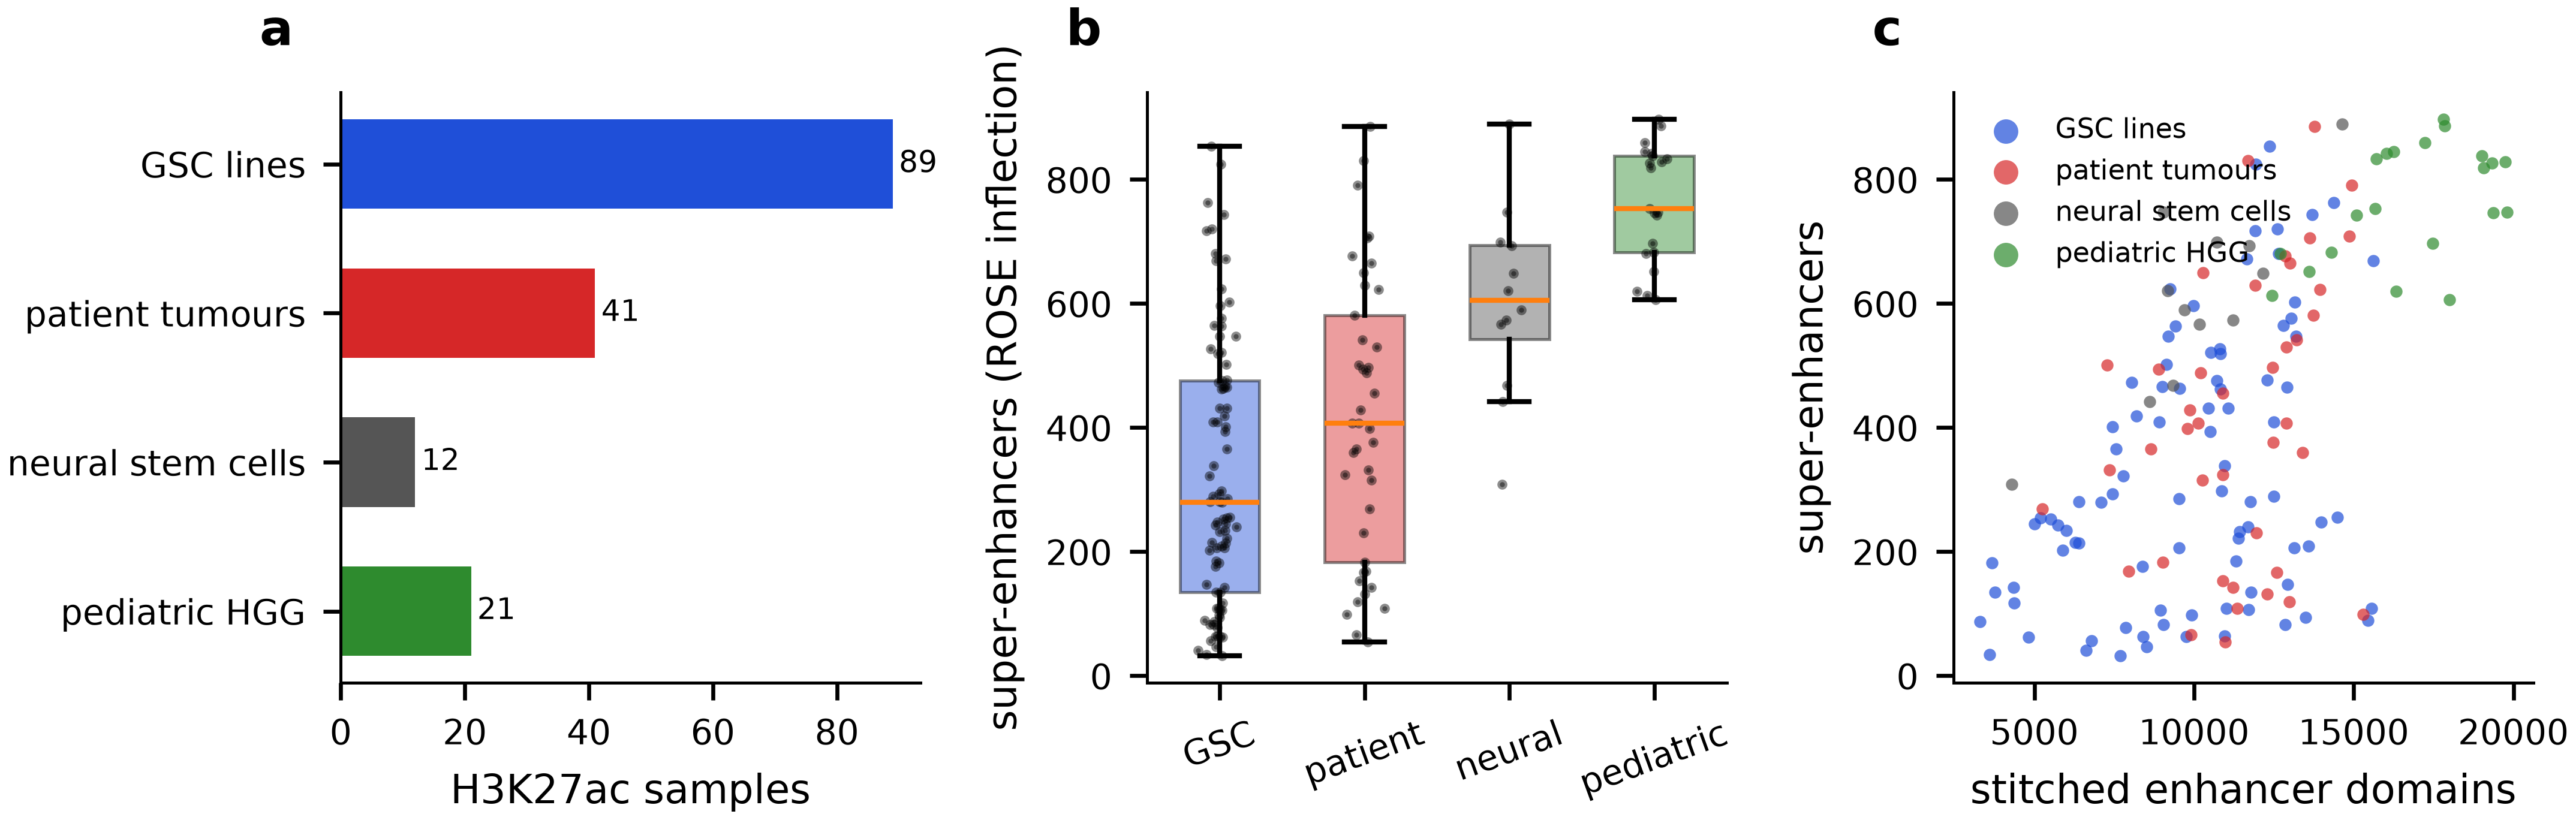 a
GSC lines
patient tumours
neural stem cells
pediatric HGG
89
41
12
21
0 20 40 60 80
H3K27ac samples
b
super-enhancers (ROSE inflection)
800
600
400
200
0
GSC patient neural pediatric
c
super-enhancers
800
600
400
200
0
GSC lines
patient tumours
neural stem cells
pediatric HGG
5000 10000 15000 20000
stitched enhancer domains